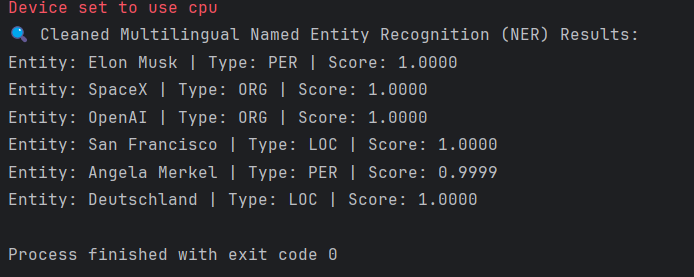 Device set to use cpu
🔍 Cleaned Multilingual Named Entity Recognition (NER) Results:
Entity: Elon Musk | Type: PER | Score: 1.0000
Entity: SpaceX | Type: ORG | Score: 1.0000
Entity: OpenAI | Type: ORG | Score: 1.0000
Entity: San Francisco | Type: LOC | Score: 1.0000
Entity: Angela Merkel | Type: PER | Score: 0.9999
Entity: Deutschland | Type: LOC | Score: 1.0000
Process finished with exit code 0